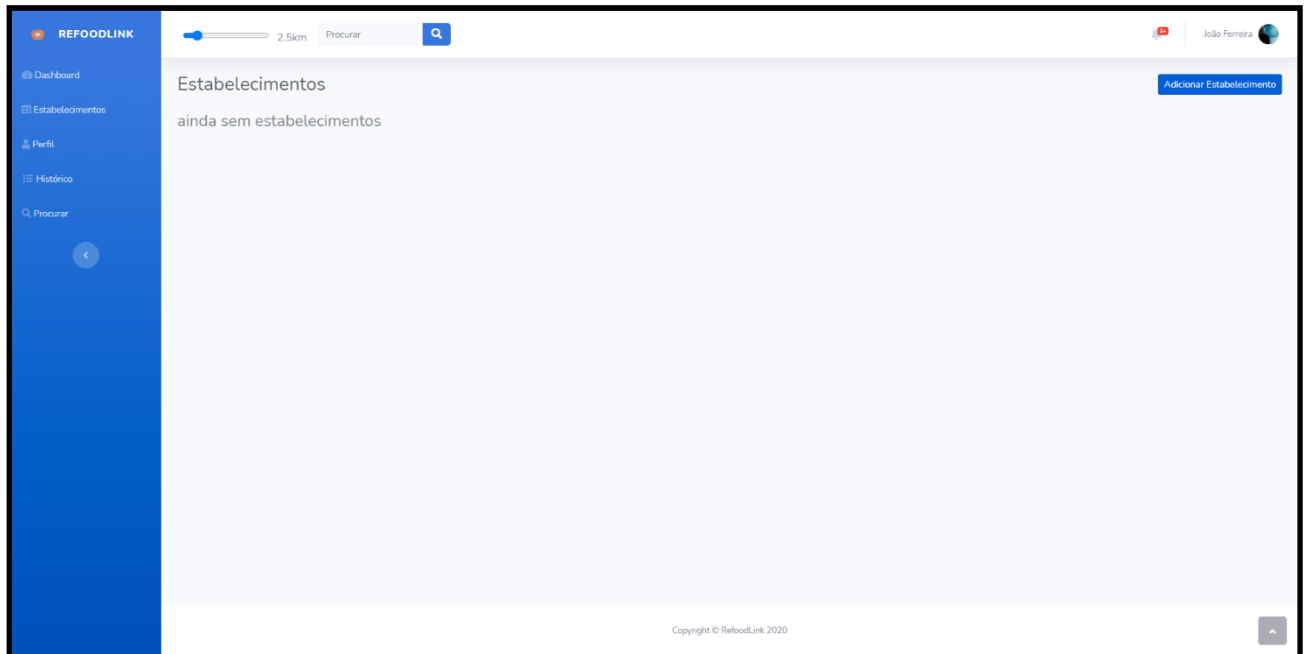 REFOODLINK
Dashboard
Estabelecimentos
Perfil
Histórico
Procurar
2.5km
Procurar
3+
João Ferreira
Estabelecimentos
Adicionar Estabelecimento
ainda sem estabelecimentos
Copyright © RefoodLink 2020